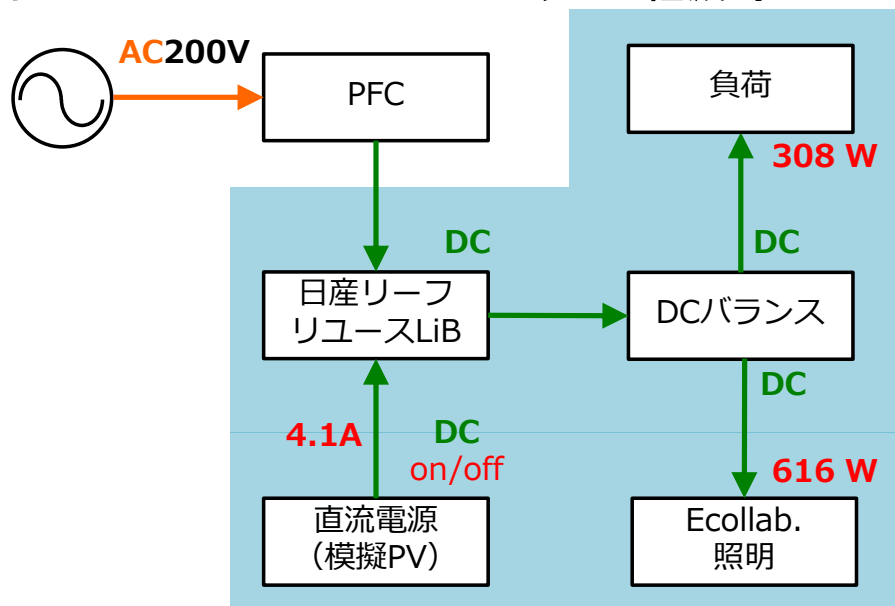 AC200V
PFC
負荷
308 W
DC
DC
日産リーフ
リユースLiB
DCバランス
DC
4.1A
DC
on/off
616 W
直流電源
（模擬PV）
Ecollab.
照明